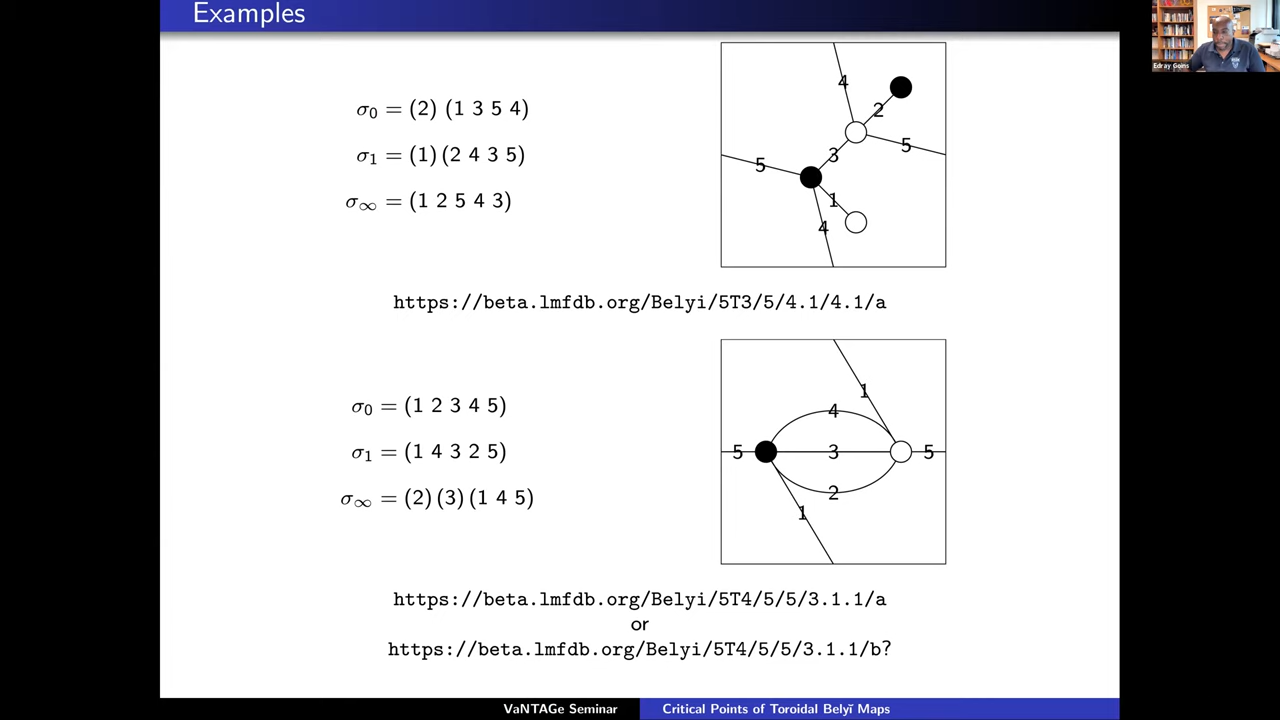 Examples
σ₀ = (2) (1 3 5 4)
σ₁ = (1) (2 4 3 5)
σ∞ = (1 2 5 4 3)
4
2
5
3
5
1
4
https://beta.lmfdb.org/Belyi/5T3/5/4.1/4.1/a
σ₀ = (1 2 3 4 5)
σ₁ = (1 4 3 2 5)
σ∞ = (2) (3) (1 4 5)
1
4
5 3 5
2
1
https://beta.lmfdb.org/Belyi/5T4/5/5/3.1.1/a
or
https://beta.lmfdb.org/Belyi/5T4/5/5/3.1.1/b?
VaNTAGe Seminar Critical Points of Toroidal Belyĭ Maps
Edray Goins